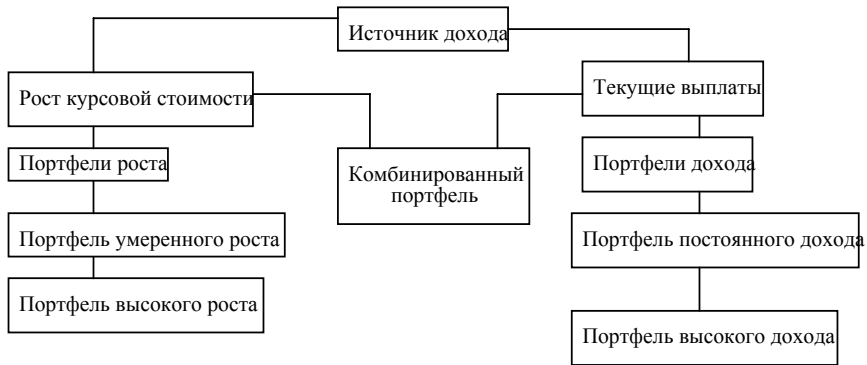 Источник дохода
Рост курсовой стоимости
Текущие выплаты
Портфели роста
Комбинированный
портфель
Портфели дохода
Портфель умеренного роста
Портфель постоянного дохода
Портфель высокого роста
Портфель высокого дохода